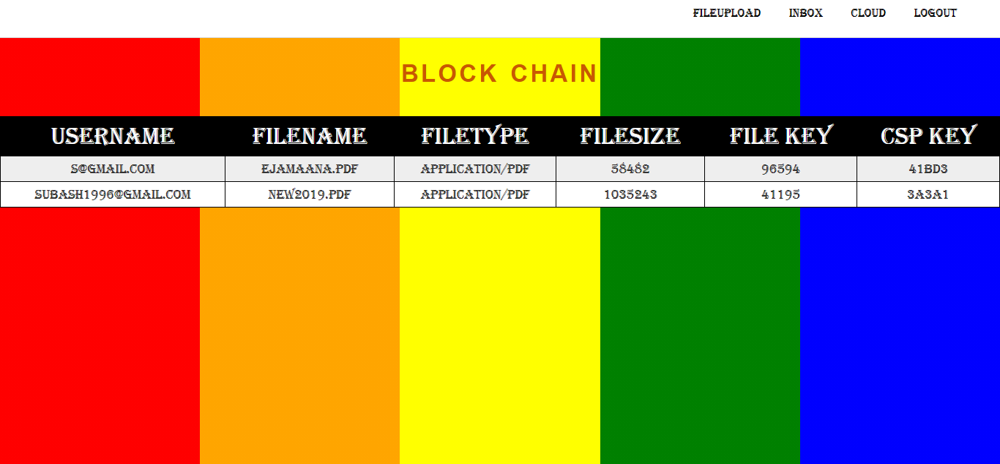 FILEUPLOAD INBOX CLOUD LOGOUT
BLOCK CHAIN
USERNAME FILENAME FILETYPE FILESIZE FILE KEY CSP KEY
S@GMAIL.COM EJAMAANA.PDF APPLICATION/PDF 58482 96594 41BD3
SUBASH1996@GMAIL.COM NEW2019.PDF APPLICATION/PDF 1035243 41195 3A3A1